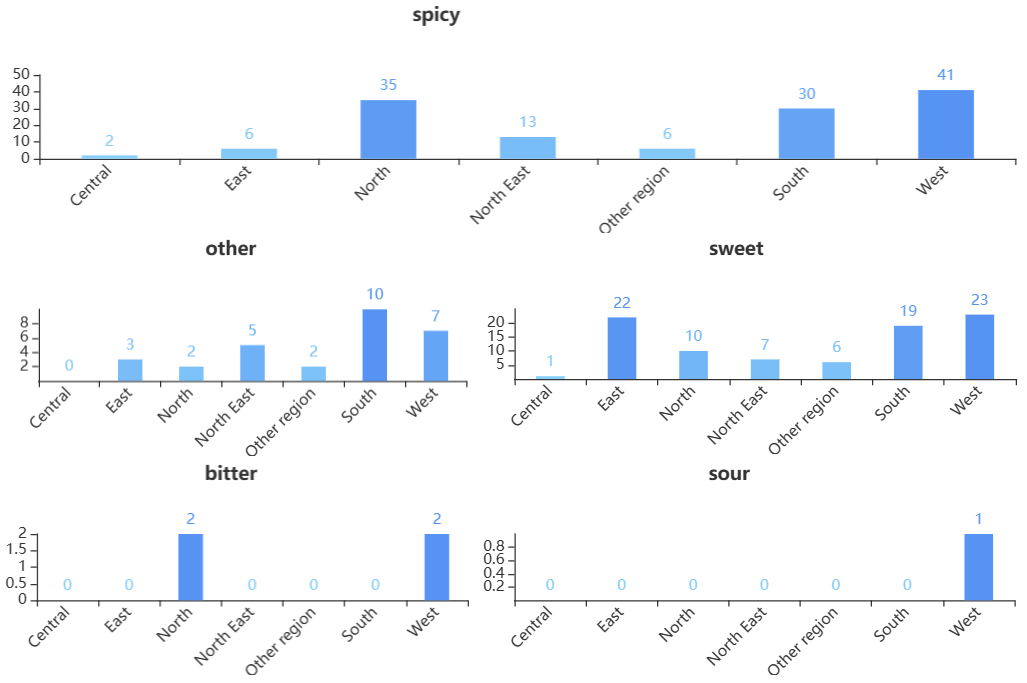 spicy
50
40
30
20
10
0
2
6
35
13
6
30
41
Central
East
North
North East
Other region
South
West
other
8
6
4
2
0
3
2
5
2
10
7
Central
East
North
North East
Other region
South
West
sweet
20
15
10
5
1
22
10
7
6
19
23
Central
East
North
North East
Other region
South
West
bitter
2
1.5
1
0.5
0
0
0
2
0
0
0
2
Central
East
North
North East
Other region
South
West
sour
0.8
0.6
0.4
0.2
0
0
0
0
0
0
1
Central
East
North
North East
Other region
South
West